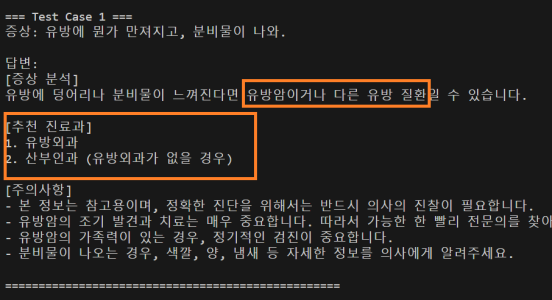 === Test Case 1 ===
증상: 유방에 뭔가 만져지고, 분비물이 나와.
답변:
[증상 분석]
유방에 덩어리나 분비물이 느껴진다면 유방암이거나 다른 유방 질환일 수 있습니다.
[추천 진료과]
1. 유방외과
2. 산부인과 (유방외과가 없을 경우)
[주의사항]
- 본 정보는 참고용이며, 정확한 진단을 위해서는 반드시 의사의 진찰이 필요합니다.
- 유방암의 조기 발견과 치료는 매우 중요합니다. 따라서 가능한 한 빨리 전문의를 찾아
- 유방암의 가족력이 있는 경우, 정기적인 검진이 중요합니다.
- 분비물이 나오는 경우, 색깔, 양, 냄새 등 자세한 정보를 의사에게 알려주세요.
==================================================